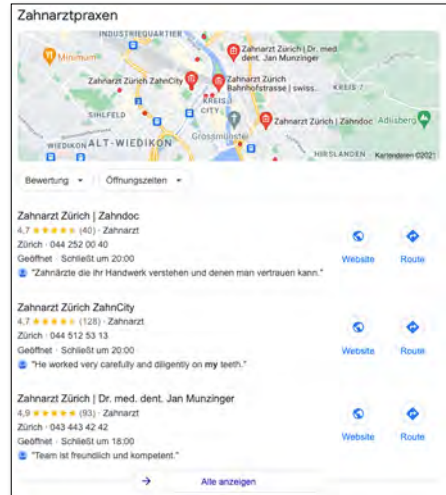 Zahnarztpraxen
INDUSTRIEQUARTIER
Minimum
Zahnarzt Zürich | Dr. med.
dent. Jan Munzinger
Zahnarzt Zürich ZahnCity
Zahnarzt Zürich
Bahnhofstrasse | swiss...
KREIS 7
KREIS
CITY
SIHLFELD
Zahnarzt Zürich | Zahndoc
Adlisberg
Grossmünster
WIEDIKON
ALT-WIEDIKON
HIRSLANDEN
Kartendaten ©2021
Bewertung
Öffnungszeiten
Zahnarzt Zürich | Zahndoc
4,7 ★★★★★ (40) · Zahnarzt
Zürich · 044 252 00 40
Geöffnet · Schließt um 20:00
"Zahnärzte die ihr Handwerk verstehen und denen man vertrauen kann."
Website
Route
Zahnarzt Zürich ZahnCity
4,7 ★★★★★ (128) · Zahnarzt
Zürich · 044 512 53 13
Geöffnet · Schließt um 20:00
"He worked very carefully and diligently on my teeth."
Website
Route
Zahnarzt Zürich | Dr. med. dent. Jan Munzinger
4,9 ★★★★★ (93) · Zahnarzt
Zürich · 043 443 42 42
Geöffnet · Schließt um 18:00
"Team ist freundlich und kompetent."
Website
Route
Alle anzeigen